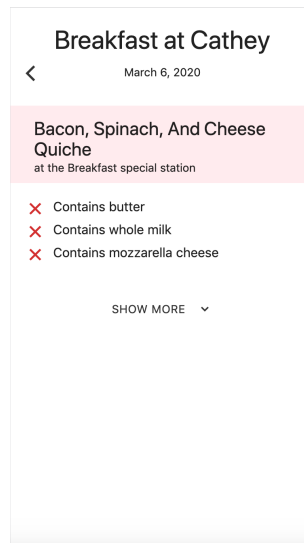 Breakfast at Cathey
March 6, 2020
Bacon, Spinach, And Cheese
Quiche
at the Breakfast special station
Contains butter
Contains whole milk
Contains mozzarella cheese
SHOW MORE